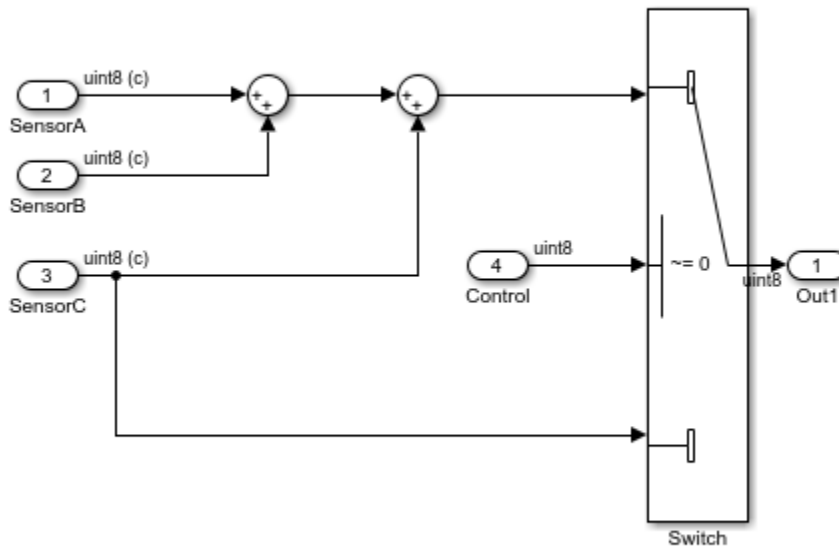 uint8 (c)
1
SensorA
+
+
+
+
uint8 (c)
2
SensorB
uint8 (c)
3
SensorC
uint8
4
Control
~= 0
uint8
1
Out1
Switch